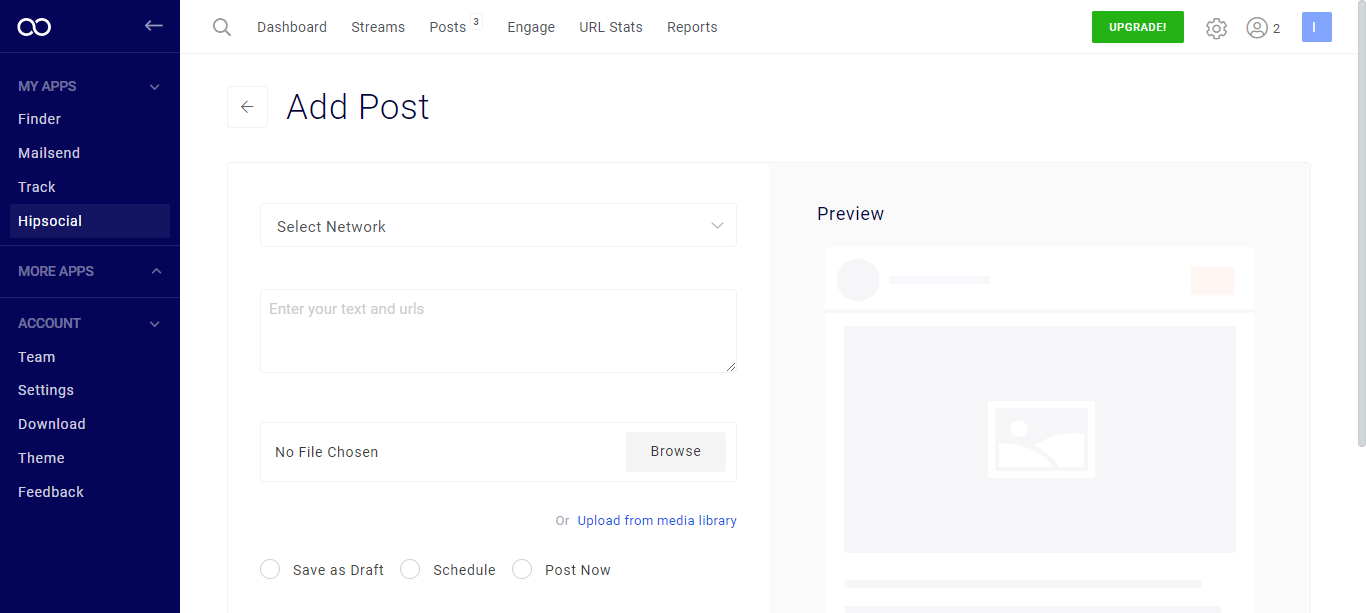 Dashboard Streams Posts 3 Engage URL Stats Reports UPGRADE! 2 I
MY APPS
Finder
Mailsend
Track
Hipsocial
MORE APPS
ACCOUNT
Team
Settings
Download
Theme
Feedback
Add Post
Select Network
Enter your text and urls
No File Chosen Browse
Or Upload from media library
Save as Draft Schedule Post Now
Preview